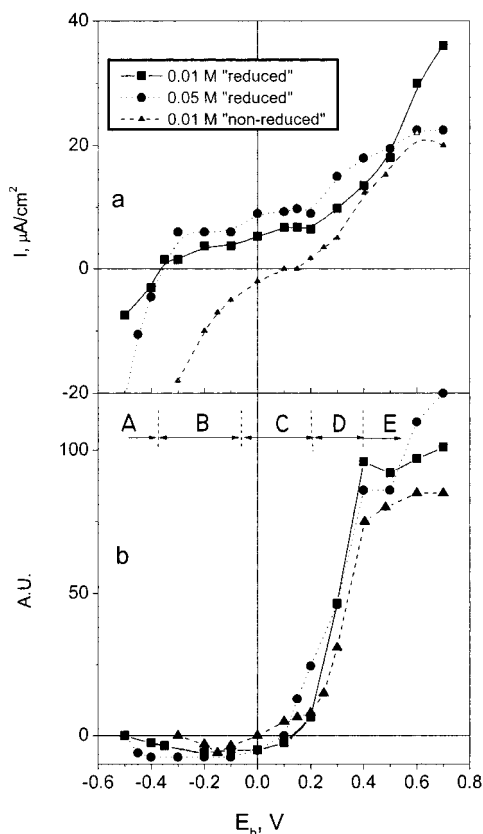 40
0.01 M "reduced"
0.05 M "reduced"
0.01 M "non-reduced"
20
a
I, μA/cm²
0
-20
A B C D E
100
b
A.U.
50
0
-0.6 -0.4 -0.2 0.0 0.2 0.4 0.6 0.8
E_h, V